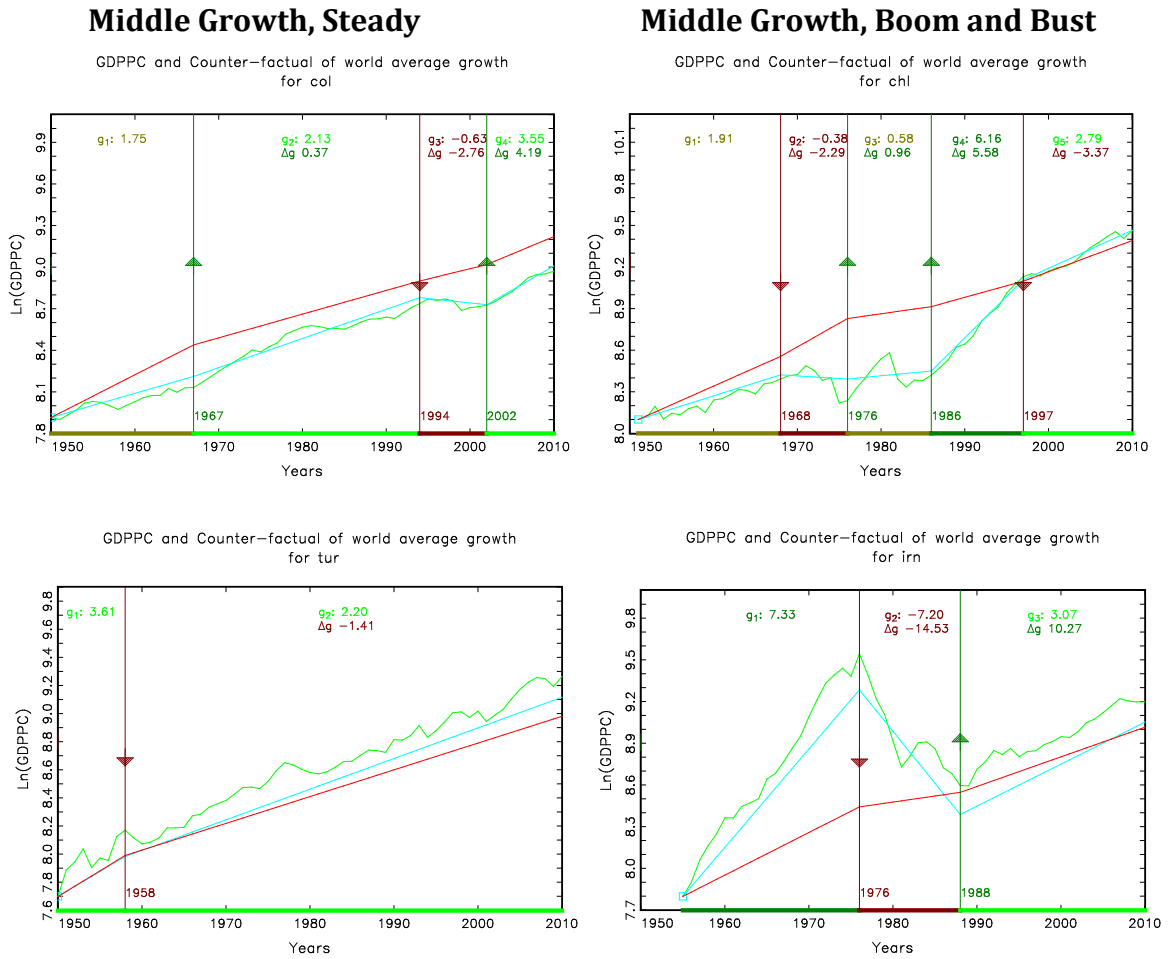 Middle Growth, Steady
GDPPC and Counter-factual of world average growth
for col
g₁: 1.75
g₂: 2.13
Δg 0.37
g₃: -0.63
Δg -2.76
g₄: 3.55
Δg 4.19
Ln(GDPPC)
9.9
9.6
9.3
9.0
8.7
8.4
8.1
7.8
1967
1994
2002
1950 1960 1970 1980 1990 2000 2010
Years
Middle Growth, Boom and Bust
GDPPC and Counter-factual of world average growth
for chl
g₁: 1.91
g₂: -0.38
Δg -2.29
g₃: 0.58
Δg 0.96
g₄: 6.16
Δg 5.58
g₅: 2.79
Δg -3.37
Ln(GDPPC)
10.1
9.8
9.5
9.2
8.9
8.6
8.3
8.0
1968
1976
1986
1997
1950 1960 1970 1980 1990 2000 2010
Years
GDPPC and Counter-factual of world average growth
for tur
g₁: 3.61
g₂: 2.20
Δg -1.41
Ln(GDPPC)
9.8
9.6
9.4
9.2
9.0
8.8
8.6
8.4
8.2
8.0
7.8
7.6
1958
1950 1960 1970 1980 1990 2000 2010
Years
GDPPC and Counter-factual of world average growth
for irn
g₁: 7.33
g₂: -7.20
Δg -14.53
g₃: 3.07
Δg 10.27
Ln(GDPPC)
9.8
9.5
9.2
8.9
8.6
8.3
8.0
7.7
1976
1988
1950 1960 1970 1980 1990 2000 2010
Years